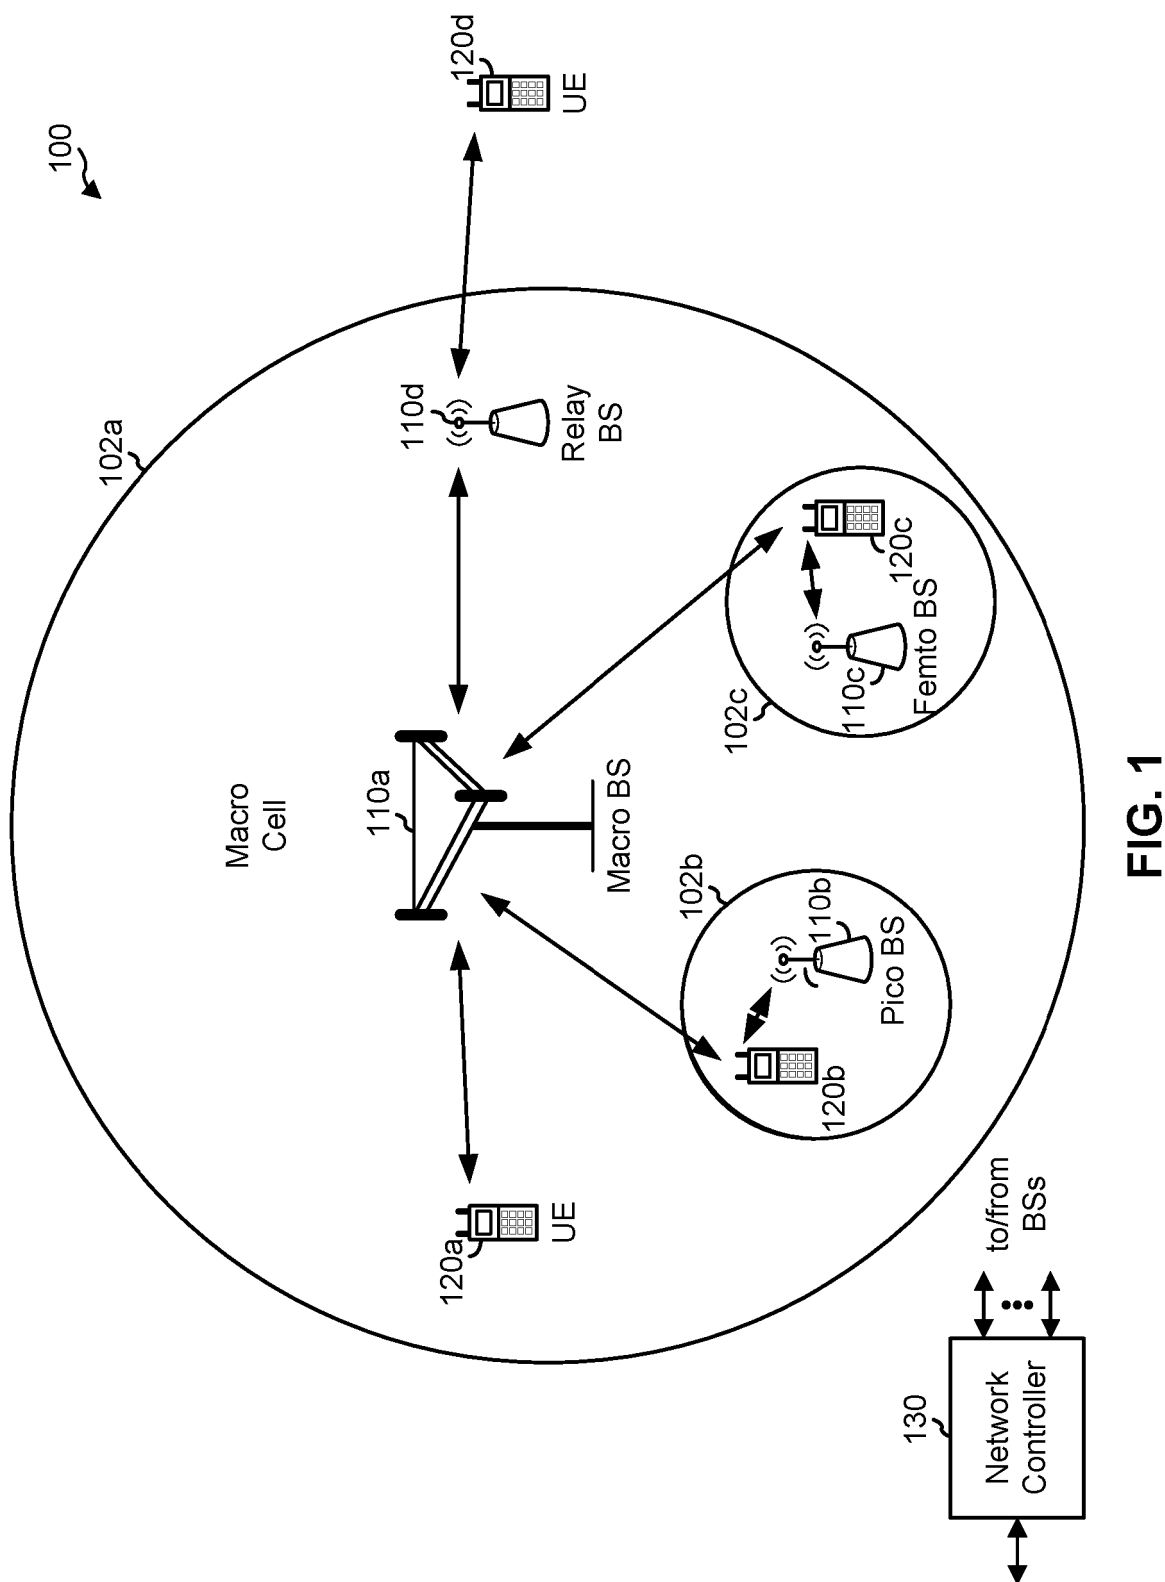 100
102a
Macro
Cell
110a
Macro BS
120a
UE
110d
Relay
BS
120d
UE
102b
120b
110b
Pico BS
102c
110c
120c
Femto BS
130
Network
Controller
to/from
BSs
FIG. 1